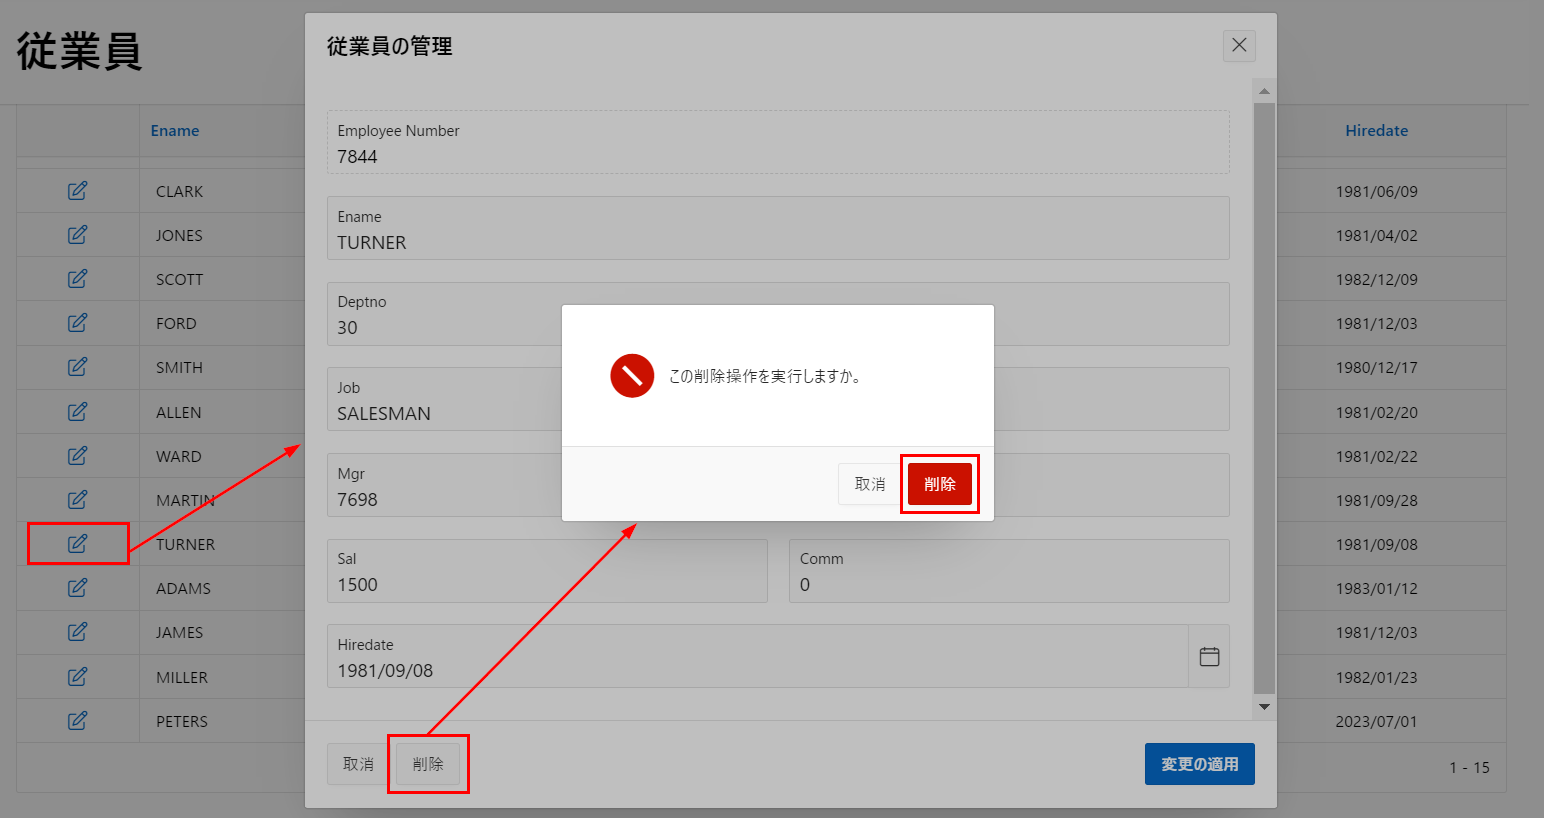 従業員
Ename
Hiredate
CLARK
1981/06/09
JONES
1981/04/02
SCOTT
1982/12/09
FORD
1981/12/03
SMITH
1980/12/17
ALLEN
1981/02/20
WARD
1981/02/22
MARTIN
1981/09/28
TURNER
1981/09/08
ADAMS
1983/01/12
JAMES
1981/12/03
MILLER
1982/01/23
PETERS
2023/07/01
1 - 15
従業員の管理
Employee Number
7844
Ename
TURNER
Deptno
30
Job
SALESMAN
Mgr
7698
Sal
1500
Comm
0
Hiredate
1981/09/08
取消
削除
変更の適用
この削除操作を実行しますか。
取消
削除